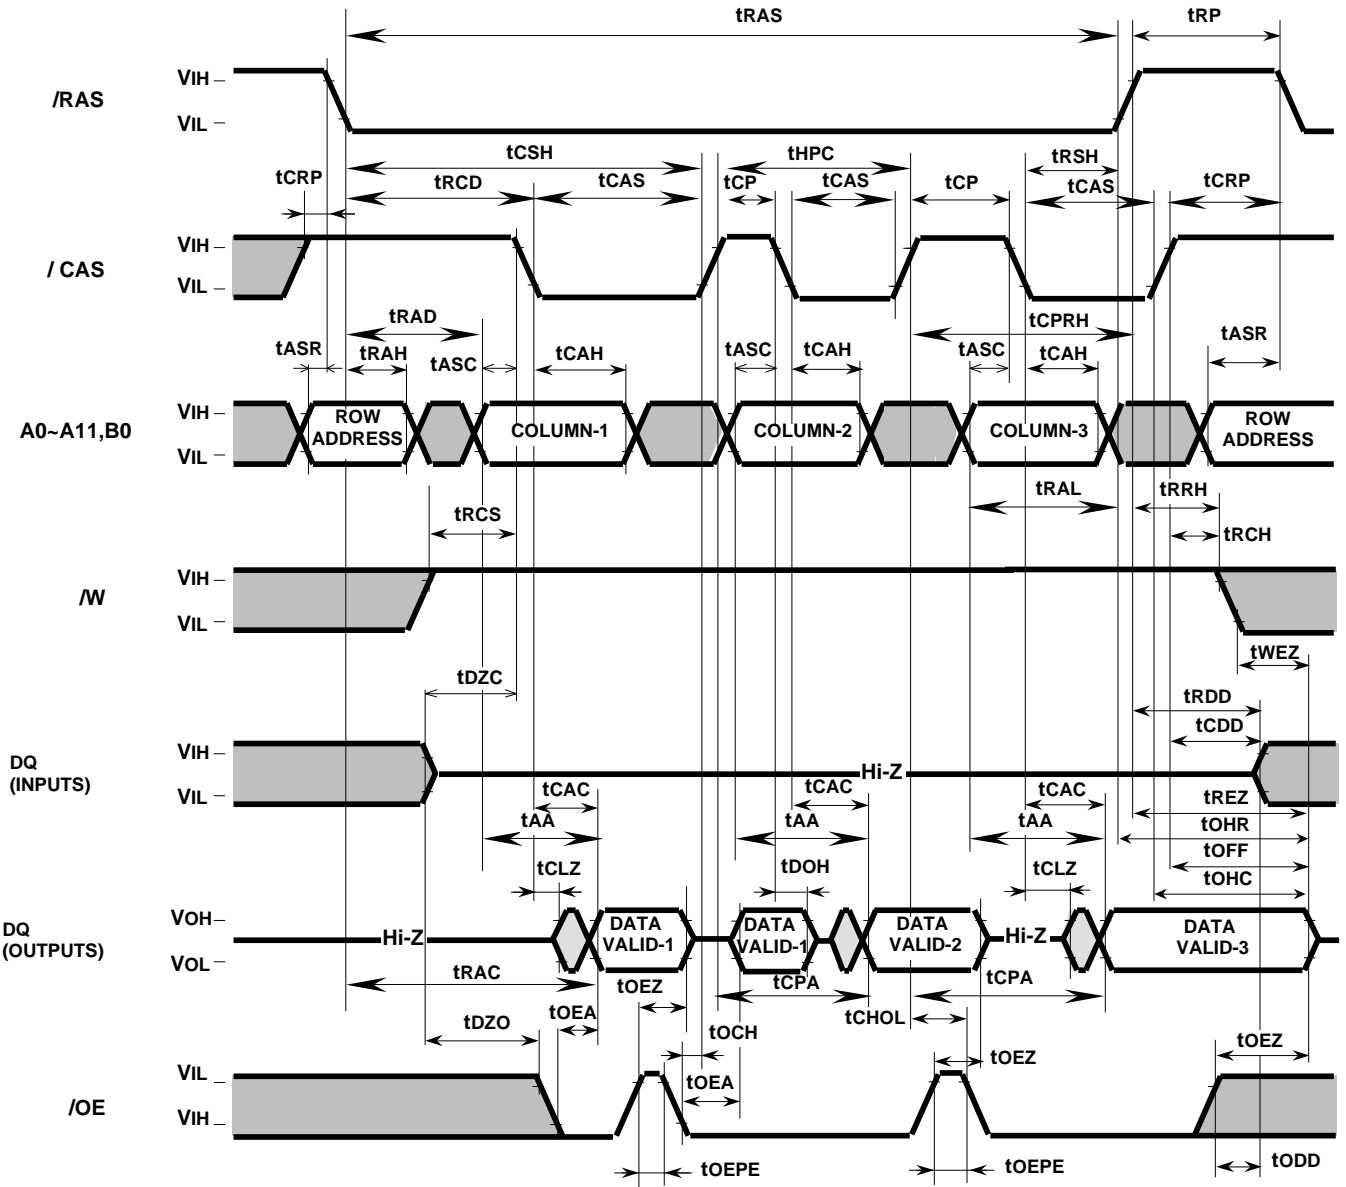 tRAS
tRP
VIH
/RAS
VIL
tCSH
tHPC
tRSH
tCRP
tRCD
tCAS
tCP
tCAS
tCP
tCAS
tCRP
VIH
/ CAS
VIL
tRAD
tCPRH
tASR
tRAH
tASC
tCAH
tASC
tCAH
tASC
tCAH
tASR
VIH
A0~A11,B0
VIL
ROW
ADDRESS
COLUMN-1
COLUMN-2
COLUMN-3
ROW
ADDRESS
tRCS
tRAL
tRRH
tRCH
VIH
/W
VIL
tWEZ
tDZC
tRDD
tCDD
DQ
(INPUTS)
VIH
VIL
Hi-Z
tCAC
tCAC
tCAC
tREZ
tAA
tAA
tAA
tOHR
tCLZ
tDOH
tCLZ
tOFF
tOHC
DQ
(OUTPUTS)
VOH
VOL
Hi-Z
DATA
VALID-1
DATA
VALID-1
DATA
VALID-2
Hi-Z
DATA
VALID-3
tRAC
tOEZ
tCPA
tCPA
tDZO
tOEA
tOCH
tCHOL
tOEZ
tOEZ
tOEA
VIL
/OE
VIH
tOEPE
tOEPE
tODD